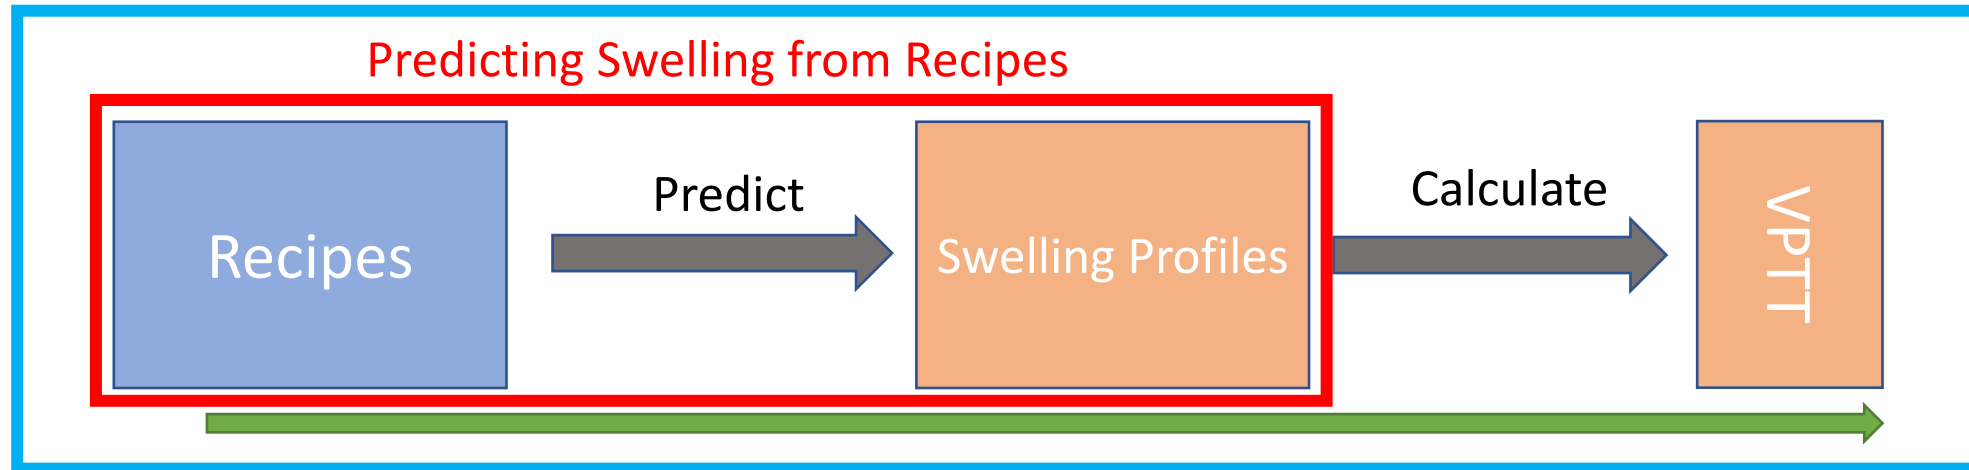 Predicting Swelling from Recipes
Recipes
Predict
Swelling Profiles
Calculate
VPTT